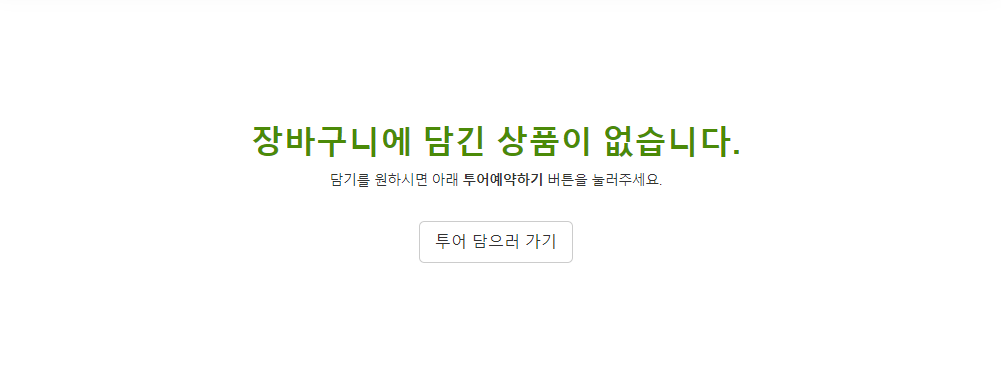 장바구니에 담긴 상품이 없습니다.
담기를 원하시면 아래 투어예약하기 버튼을 눌러주세요.
투어 담으러 가기